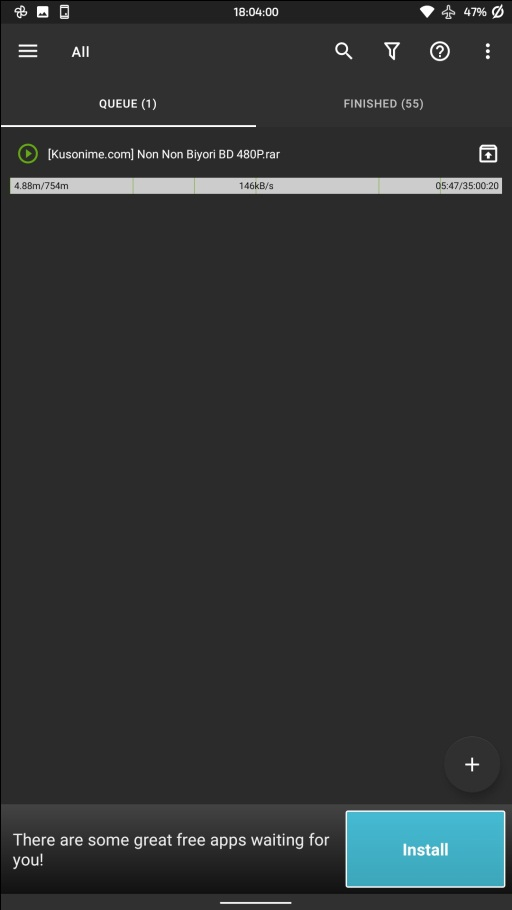 18:04:00
47%
All
QUEUE (1)
FINISHED (55)
[Kusonime.com] Non Non Biyori BD 480P.rar
4.88m/754m
146kB/s
05:47/35:00:20
There are some great free apps waiting for
you!
Install